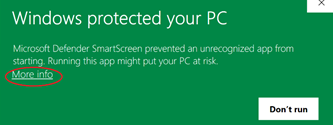 Windows protected your PC
Microsoft Defender SmartScreen prevented an unrecognized app from
starting. Running this app might put your PC at risk.
More info
Don't run